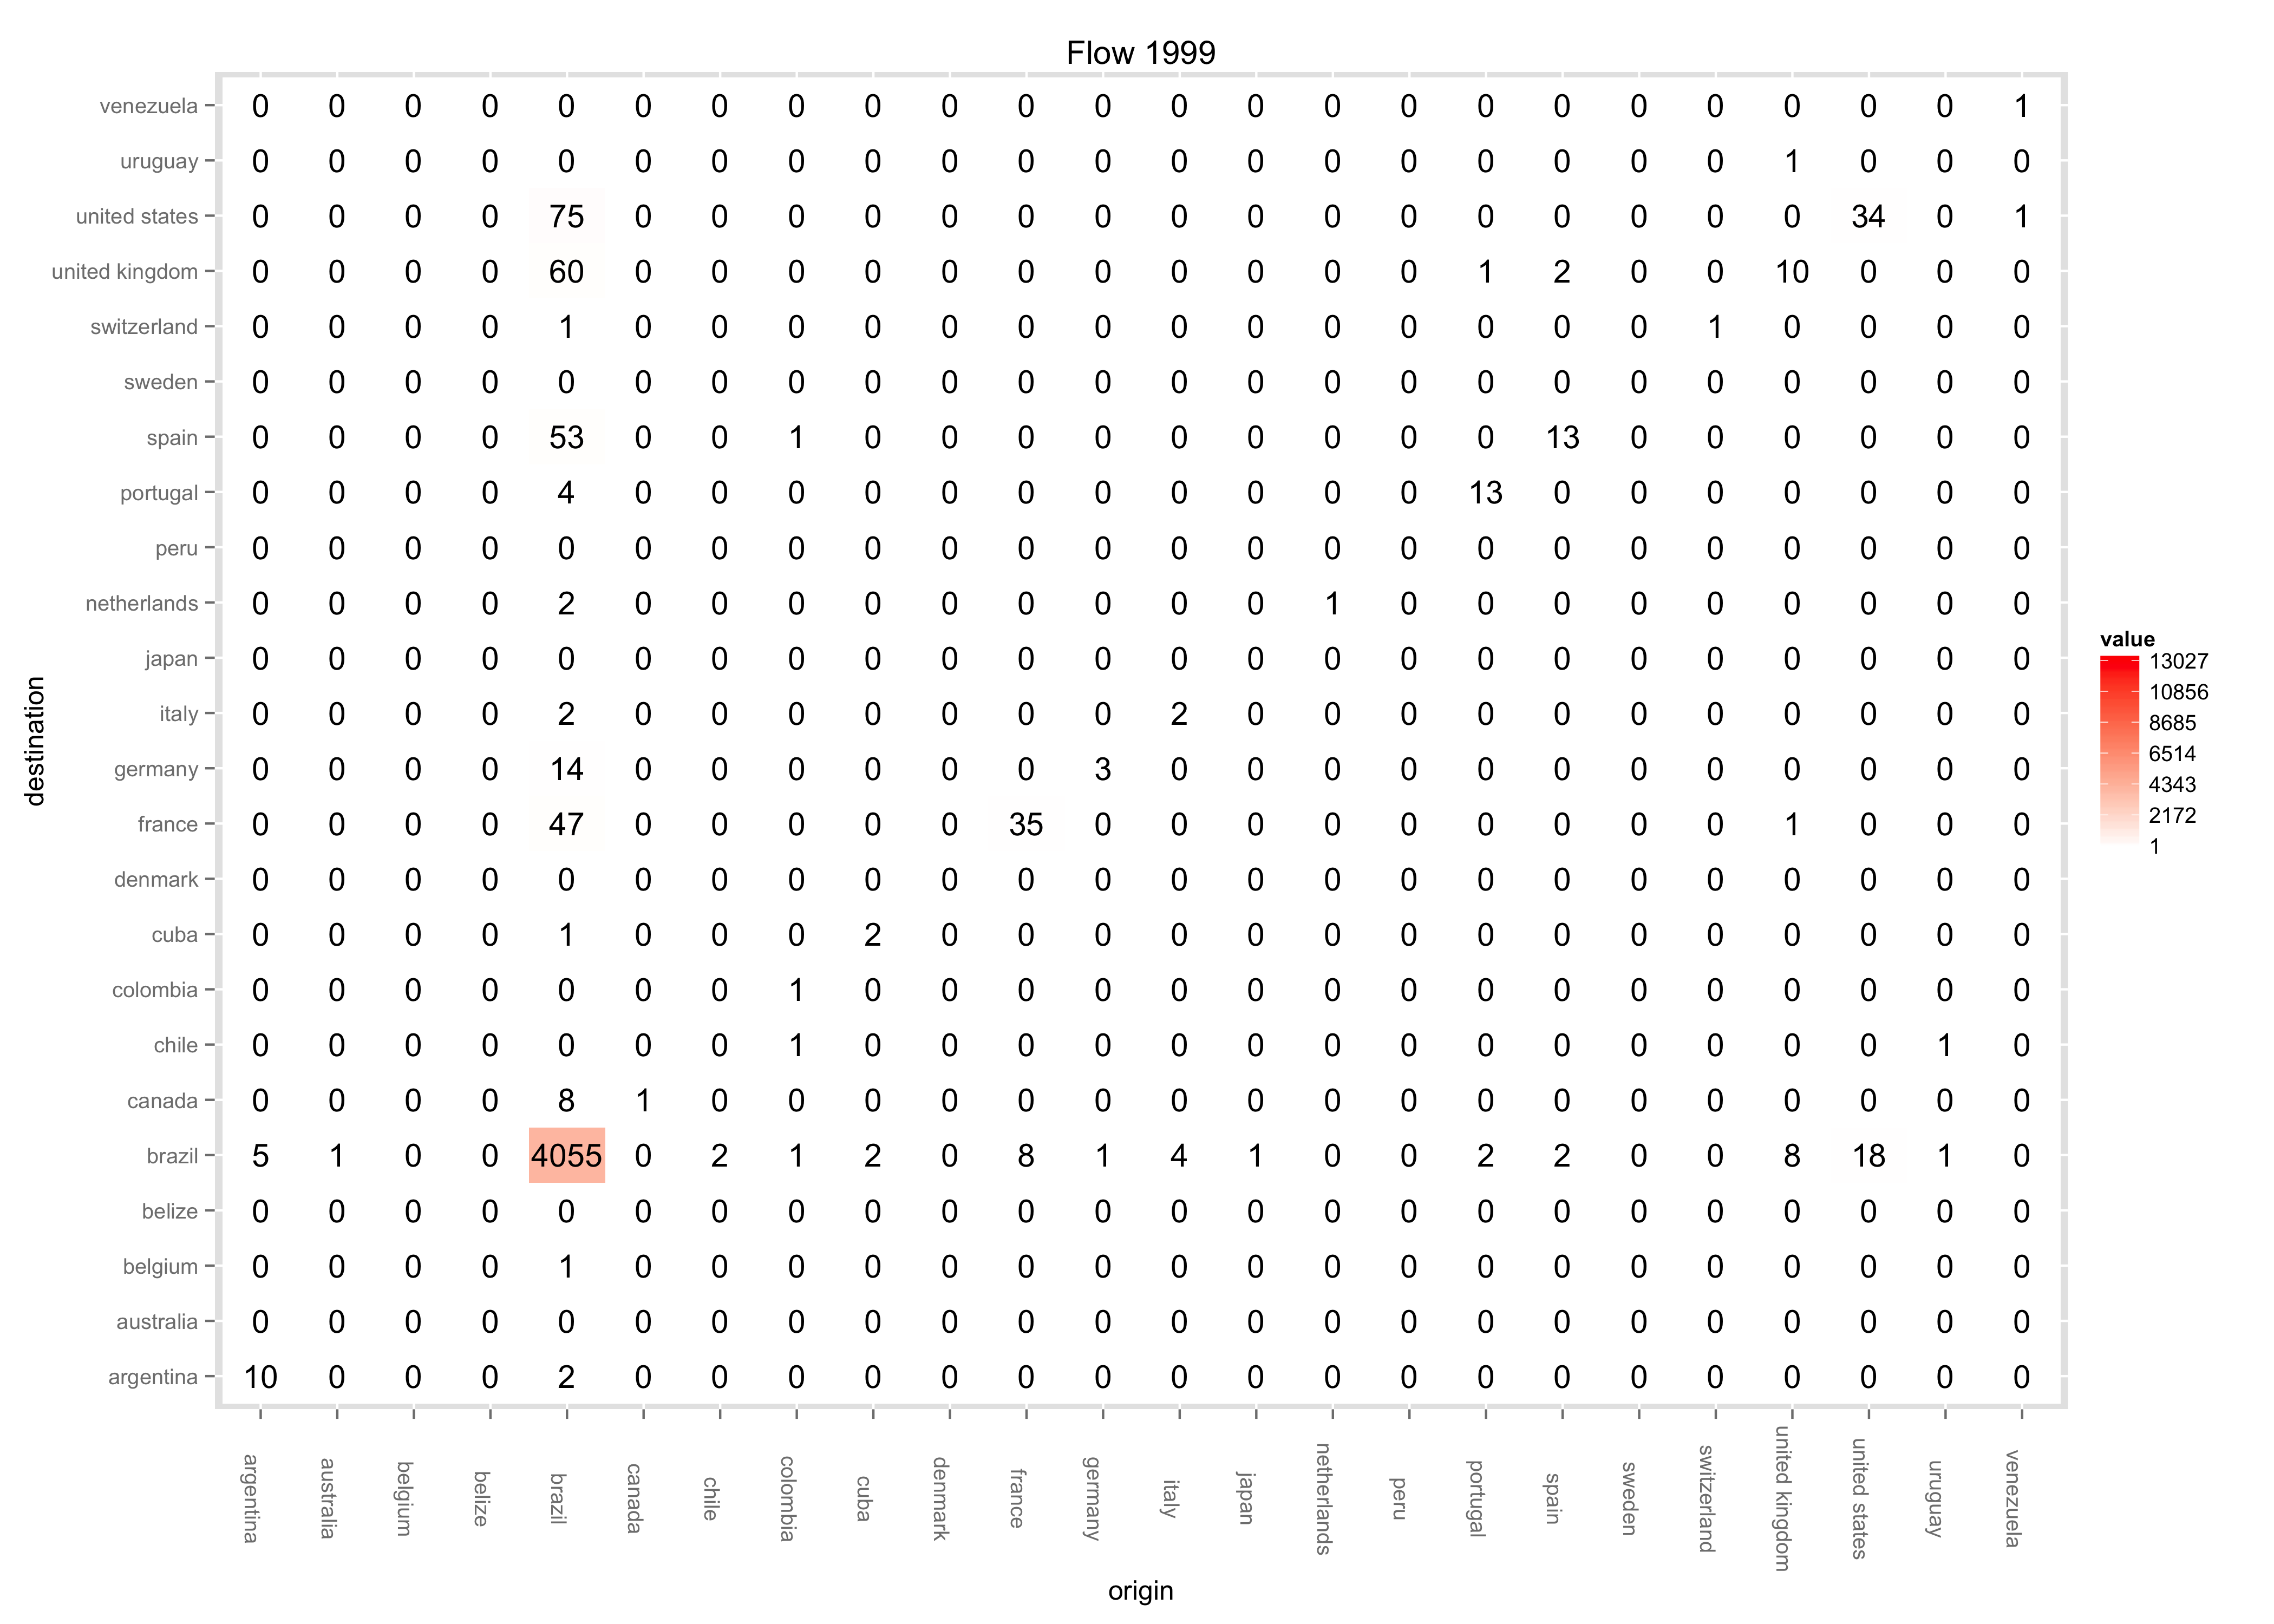 Flow 1999
venezuela 0 0 0 0 0 0 0 0 0 0 0 0 0 0 0 0 0 0 0 0 0 0 0 1
uruguay 0 0 0 0 0 0 0 0 0 0 0 0 0 0 0 0 0 0 0 0 1 0 0 0
united states 0 0 0 0 75 0 0 0 0 0 0 0 0 0 0 0 0 0 0 0 0 34 0 1
united kingdom 0 0 0 0 60 0 0 0 0 0 0 0 0 0 0 0 1 2 0 0 10 0 0 0
switzerland 0 0 0 0 1 0 0 0 0 0 0 0 0 0 0 0 0 0 0 1 0 0 0 0
sweden 0 0 0 0 0 0 0 0 0 0 0 0 0 0 0 0 0 0 0 0 0 0 0 0
spain 0 0 0 0 53 0 0 1 0 0 0 0 0 0 0 0 0 13 0 0 0 0 0 0
portugal 0 0 0 0 4 0 0 0 0 0 0 0 0 0 0 0 13 0 0 0 0 0 0 0
peru 0 0 0 0 0 0 0 0 0 0 0 0 0 0 0 0 0 0 0 0 0 0 0 0
netherlands 0 0 0 0 2 0 0 0 0 0 0 0 0 0 1 0 0 0 0 0 0 0 0 0
japan 0 0 0 0 0 0 0 0 0 0 0 0 0 0 0 0 0 0 0 0 0 0 0 0
italy 0 0 0 0 2 0 0 0 0 0 0 0 2 0 0 0 0 0 0 0 0 0 0 0
germany 0 0 0 0 14 0 0 0 0 0 0 3 0 0 0 0 0 0 0 0 0 0 0 0
france 0 0 0 0 47 0 0 0 0 0 35 0 0 0 0 0 0 0 0 0 1 0 0 0
denmark 0 0 0 0 0 0 0 0 0 0 0 0 0 0 0 0 0 0 0 0 0 0 0 0
cuba 0 0 0 0 1 0 0 0 2 0 0 0 0 0 0 0 0 0 0 0 0 0 0 0
colombia 0 0 0 0 0 0 0 1 0 0 0 0 0 0 0 0 0 0 0 0 0 0 0 0
chile 0 0 0 0 0 0 0 1 0 0 0 0 0 0 0 0 0 0 0 0 0 0 1 0
canada 0 0 0 0 8 1 0 0 0 0 0 0 0 0 0 0 0 0 0 0 0 0 0 0
brazil 5 1 0 0 4055 0 2 1 2 0 8 1 4 1 0 0 2 2 0 0 8 18 1 0
belize 0 0 0 0 0 0 0 0 0 0 0 0 0 0 0 0 0 0 0 0 0 0 0 0
belgium 0 0 0 0 1 0 0 0 0 0 0 0 0 0 0 0 0 0 0 0 0 0 0 0
australia 0 0 0 0 0 0 0 0 0 0 0 0 0 0 0 0 0 0 0 0 0 0 0 0
argentina 10 0 0 0 2 0 0 0 0 0 0 0 0 0 0 0 0 0 0 0 0 0 0 0
argentina australia belgium belize brazil canada chile colombia cuba denmark france germany italy japan netherlands peru portugal spain sweden switzerland united kingdom united states uruguay venezuela
origin
destination
value
13027
10856
8685
6514
4343
2172
1